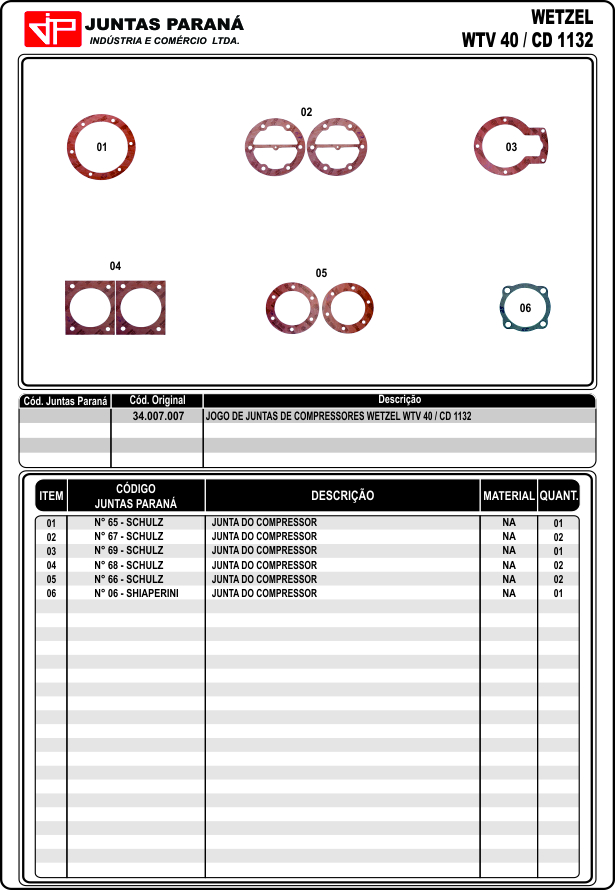 JP JUNTAS PARANÁ
INDÚSTRIA E COMÉRCIO LTDA.
WETZEL
WTV 40 / CD 1132
01
02
03
04
05
06
Cód. Juntas Paraná Cód. Original Descrição
34.007.007 JOGO DE JUNTAS DE COMPRESSORES WETZEL WTV 40 / CD 1132
ITEM CÓDIGO JUNTAS PARANÁ DESCRIÇÃO MATERIAL QUANT.
01 N° 65 - SCHULZ JUNTA DO COMPRESSOR NA 01
02 N° 67 - SCHULZ JUNTA DO COMPRESSOR NA 02
03 N° 69 - SCHULZ JUNTA DO COMPRESSOR NA 01
04 N° 68 - SCHULZ JUNTA DO COMPRESSOR NA 02
05 N° 66 - SCHULZ JUNTA DO COMPRESSOR NA 02
06 N° 06 - SHIAPERINI JUNTA DO COMPRESSOR NA 01